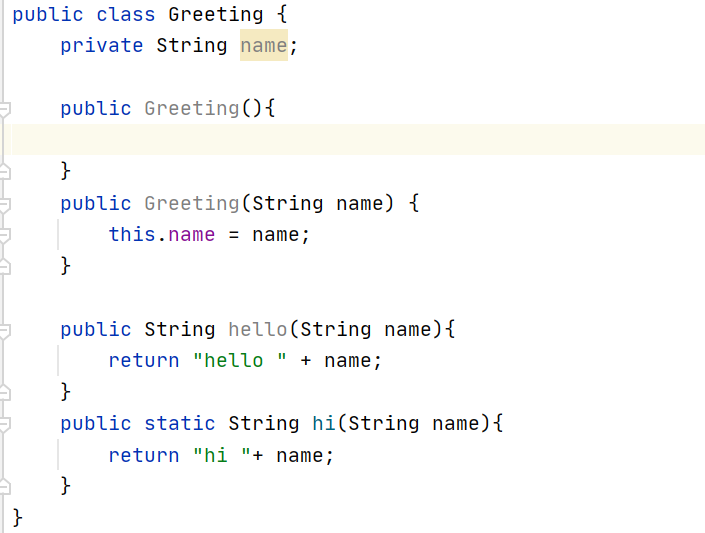 public class Greeting {
    private String name;

    public Greeting(){

    }
    public Greeting(String name) {
        this.name = name;
    }

    public String hello(String name){
        return "hello " + name;
    }
    public static String hi(String name){
        return "hi "+ name;
    }
}